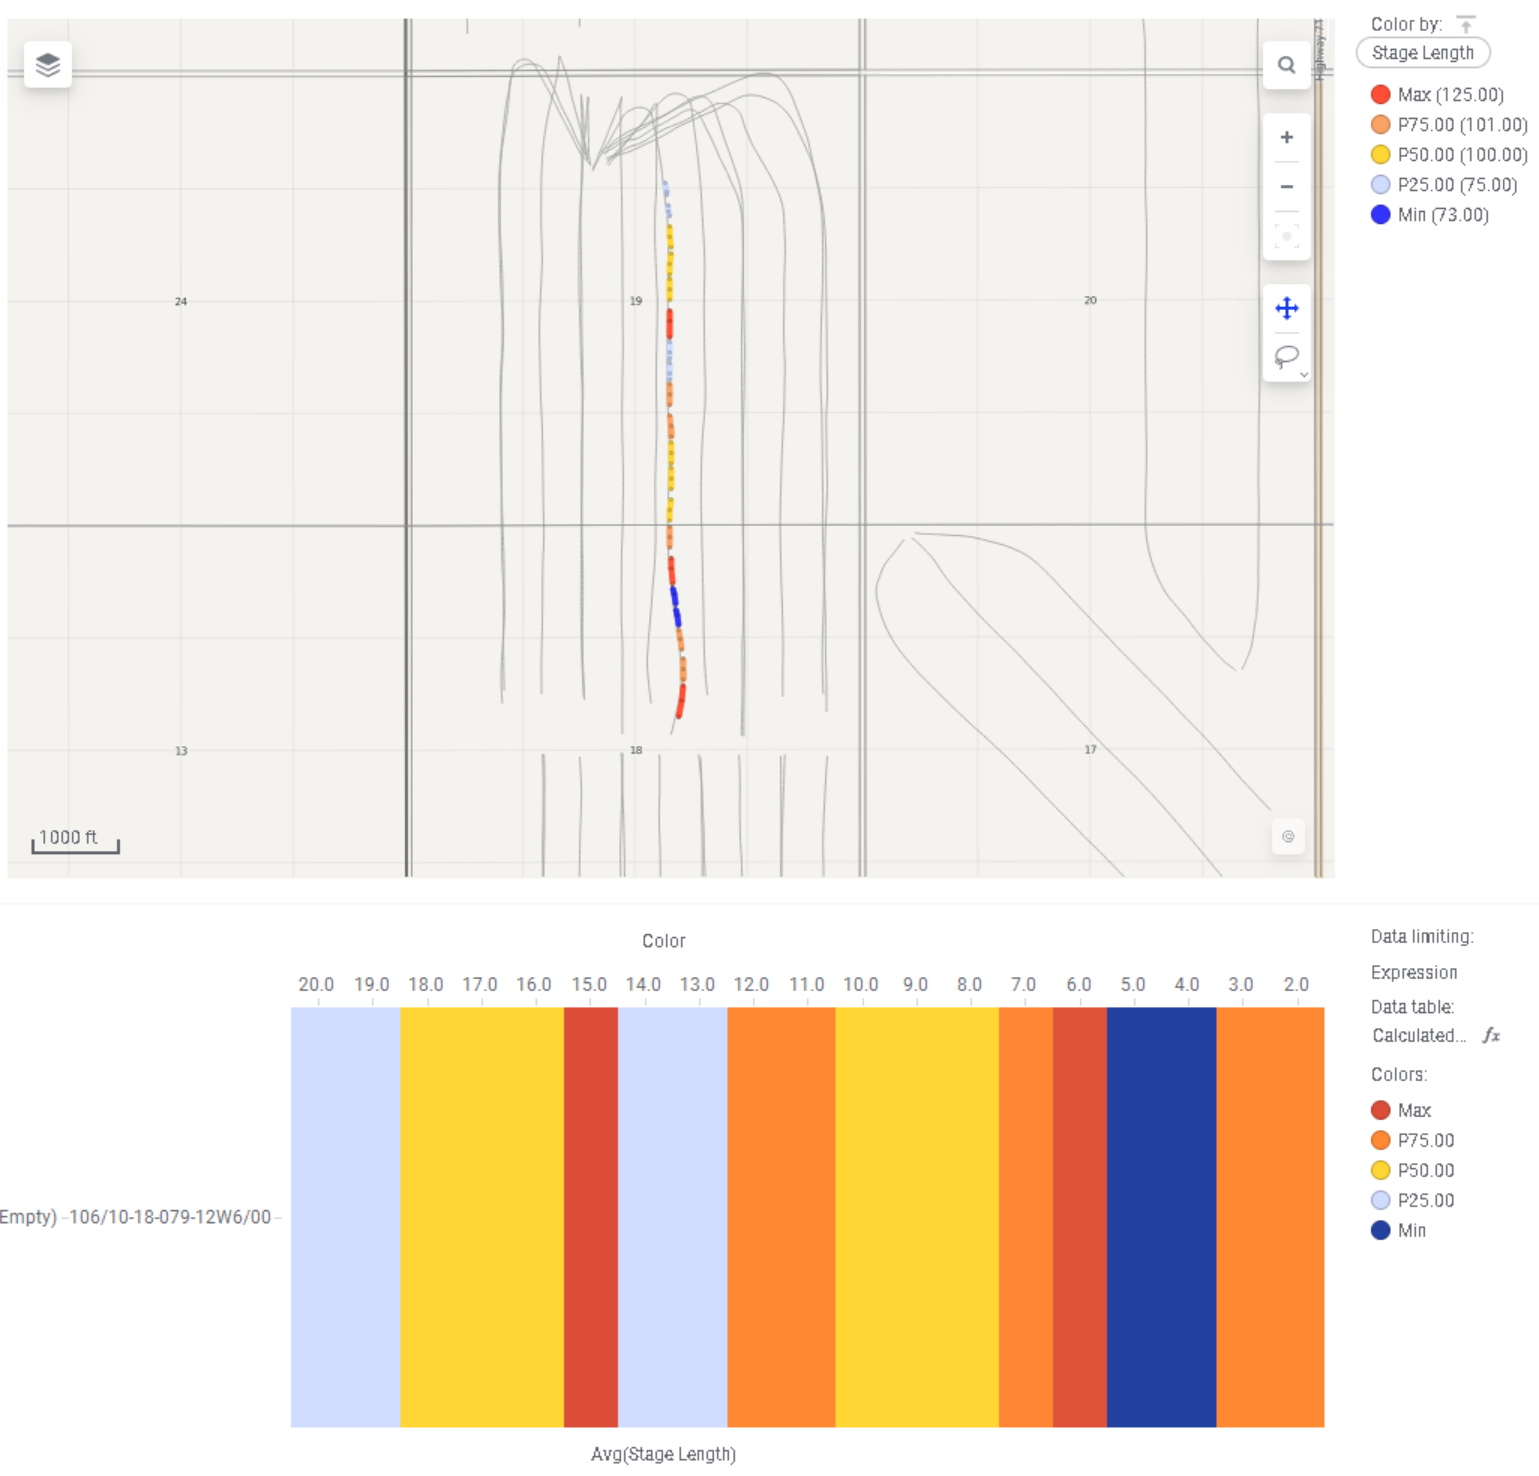 Color by:
Stage Length
Max (125.00)
P75.00 (101.00)
P50.00 (100.00)
P25.00 (75.00)
Min (73.00)
24
19
20
13
18
17
1000 ft
Color
20.0 19.0 18.0 17.0 16.0 15.0 14.0 13.0 12.0 11.0 10.0 9.0 8.0 7.0 6.0 5.0 4.0 3.0 2.0
Empty) 106/10-18-079-12W6/00
Avg(Stage Length)
Data limiting:
Expression
Data table:
Calculated... fx
Colors:
Max
P75.00
P50.00
P25.00
Min